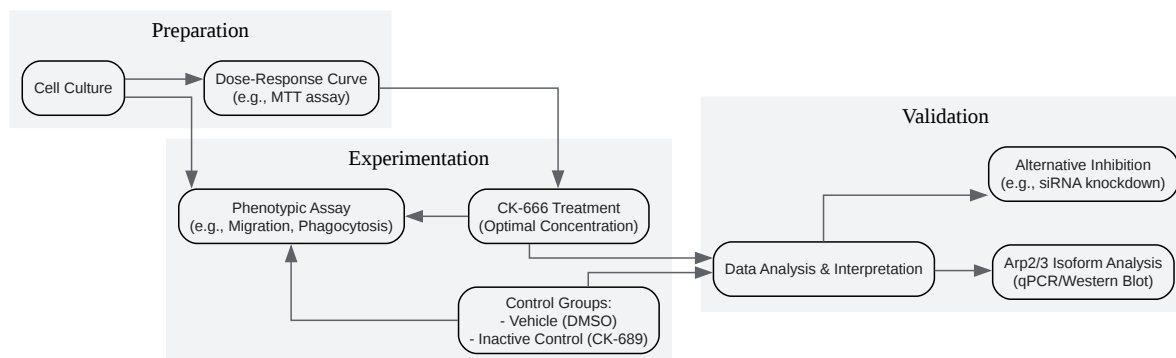 Preparation
Cell Culture
Dose-Response Curve
(e.g., MTT assay)
Experimentation
Phenotypic Assay
(e.g., Migration, Phagocytosis)
CK-666 Treatment
(Optimal Concentration)
Control Groups:
- Vehicle (DMSO)
- Inactive Control (CK-689)
Validation
Data Analysis & Interpretation
Alternative Inhibition
(e.g., siRNA knockdown)
Arp2/3 Isoform Analysis
(qPCR/Western Blot)